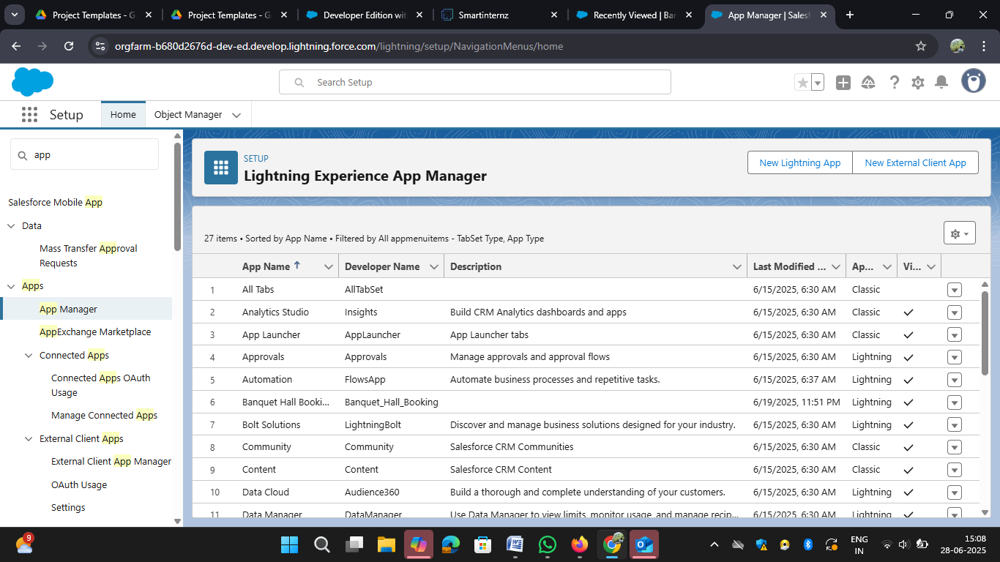 Project Templates - G
Project Templates - G
Developer Edition wit
Smartinternz
Recently Viewed | Bar
App Manager | Salesf
orgfarm-b680d2676d-dev-ed.develop.lightning.force.com/lightning/setup/NavigationMenus/home
Search Setup
Setup
Home
Object Manager
app
Salesforce Mobile App
Data
Mass Transfer Approval
Requests
Apps
App Manager
AppExchange Marketplace
Connected Apps
Connected Apps OAuth
Usage
Manage Connected Apps
External Client Apps
External Client App Manager
OAuth Usage
Settings
SETUP
Lightning Experience App Manager
New Lightning App
New External Client App
27 items • Sorted by App Name • Filtered by All appmenuitems - TabSet Type, App Type
App Name Developer Name Description Last Modified ... Ap... Vi...
1 All Tabs AllTabSet 6/15/2025, 6:30 AM Classic
2 Analytics Studio Insights Build CRM Analytics dashboards and apps 6/15/2025, 6:30 AM Classic
3 App Launcher AppLauncher App Launcher tabs 6/15/2025, 6:30 AM Classic
4 Approvals Approvals Manage approvals and approval flows 6/15/2025, 6:30 AM Lightning
5 Automation FlowsApp Automate business processes and repetitive tasks. 6/15/2025, 6:37 AM Lightning
6 Banquet Hall Booki... Banquet_Hall_Booking 6/19/2025, 11:51 PM Lightning
7 Bolt Solutions LightningBolt Discover and manage business solutions designed for your industry. 6/15/2025, 6:30 AM Lightning
8 Community Community Salesforce CRM Communities 6/15/2025, 6:30 AM Classic
9 Content Content Salesforce CRM Content 6/15/2025, 6:30 AM Classic
10 Data Cloud Audience360 Build a thorough and complete understanding of your customers. 6/15/2025, 6:30 AM Lightning
11 Data Manager DataManager Use Data Manager to view limits, monitor usage, and manage recip... 6/15/2025, 6:30 AM Lightning
9
ENG
IN
15:08
28-06-2025